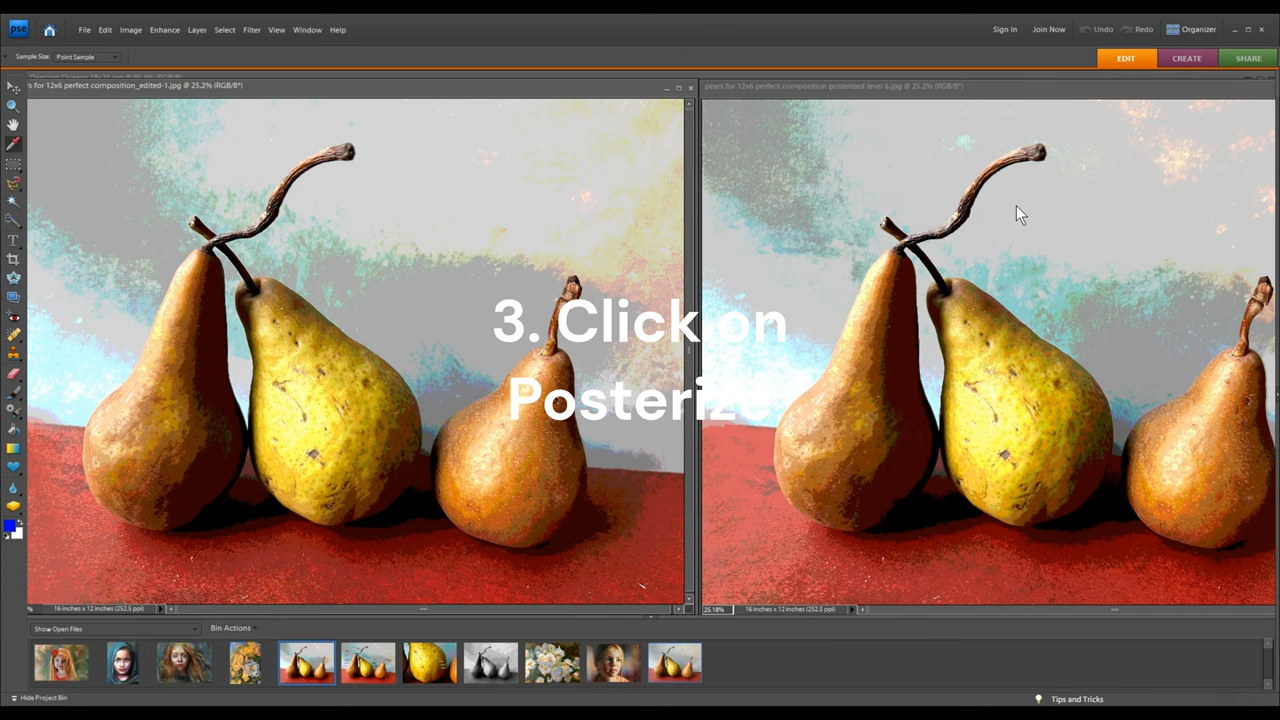 pse
File Edit Image Enhance Layer Select Filter View Window Help
Sign In Join Now Undo Redo Organizer
Sample Size: Point Sample
EDIT CREATE SHARE
rs for 12x6 perfect composition_edited-1.jpg @ 25.2% (RGB/8*)
pears for 12x6 perfect composition posterized level 6.jpg @ 25.2% (RGB/8*)
3. Click on
Posterize
% 16 inches x 12 inches (252.5 ppi)
25.18% 16 inches x 12 inches (252.5 ppi)
Show Open Files Bin Actions
Hide Project Bin
Tips and Tricks